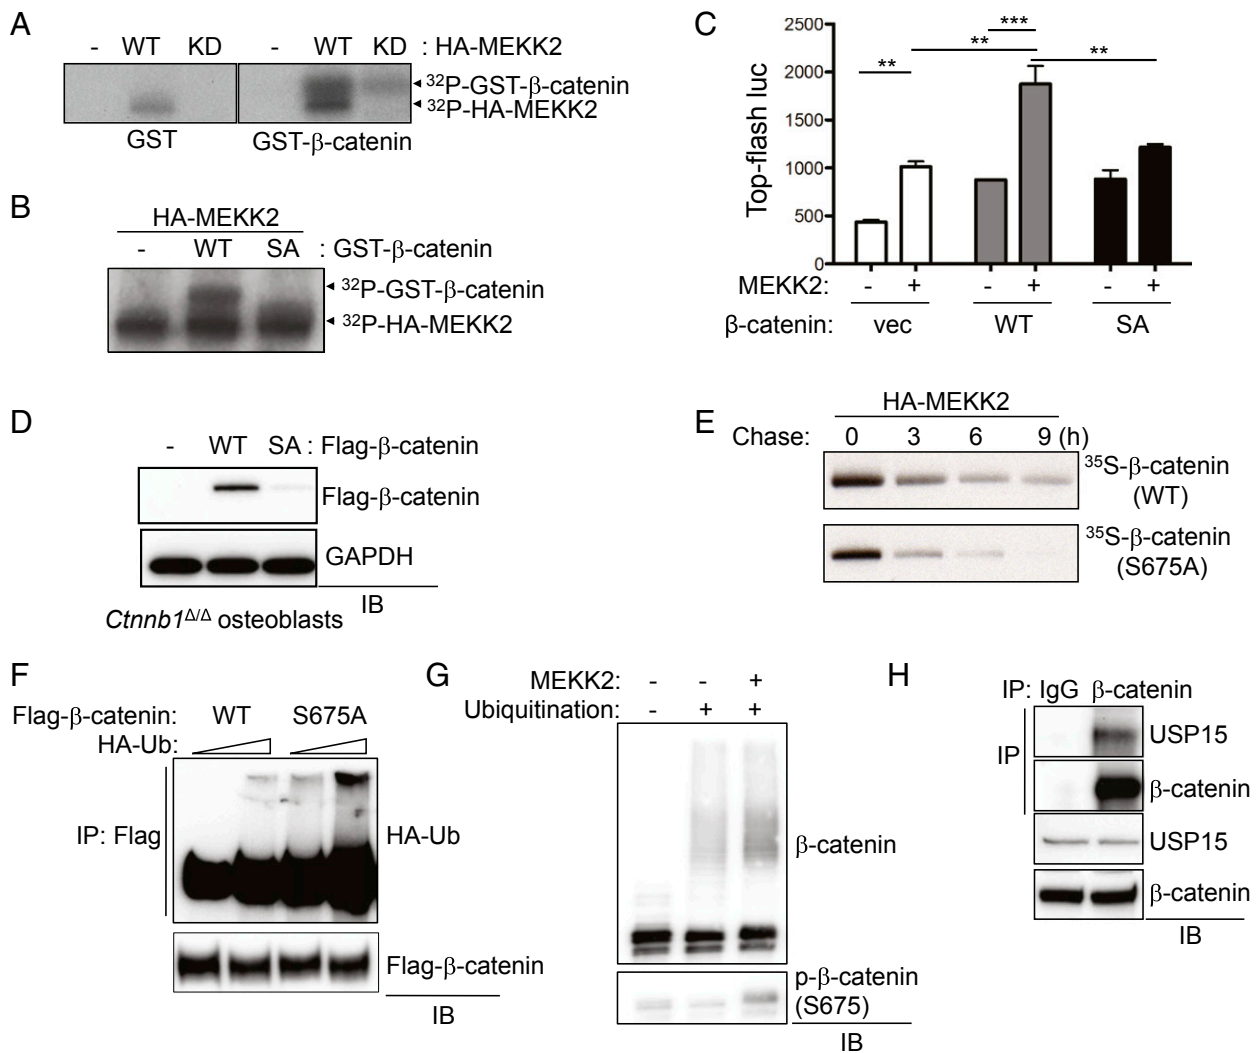 A
- WT KD - WT KD : HA-MEKK2
³²P-GST-β-catenin
³²P-HA-MEKK2
GST GST-β-catenin
B
HA-MEKK2
- WT SA : GST-β-catenin
³²P-GST-β-catenin
³²P-HA-MEKK2
C
Top-flash luc
2500
2000
1500
1000
500
0
***
** ** **
MEKK2: - + - + - +
β-catenin: vec WT SA
D
- WT SA : Flag-β-catenin
Flag-β-catenin
GAPDH
IB
Ctnnb1Δ/Δ osteoblasts
E
HA-MEKK2
Chase: 0 3 6 9 (h)
³⁵S-β-catenin
(WT)
³⁵S-β-catenin
(S675A)
F
Flag-β-catenin: WT S675A
HA-Ub:
IP: Flag
HA-Ub
Flag-β-catenin
IB
G
MEKK2: - - +
Ubiquitination: - + +
β-catenin
p-β-catenin
(S675)
IB
H
IP: IgG β-catenin
IP
USP15
β-catenin
USP15
β-catenin
IB